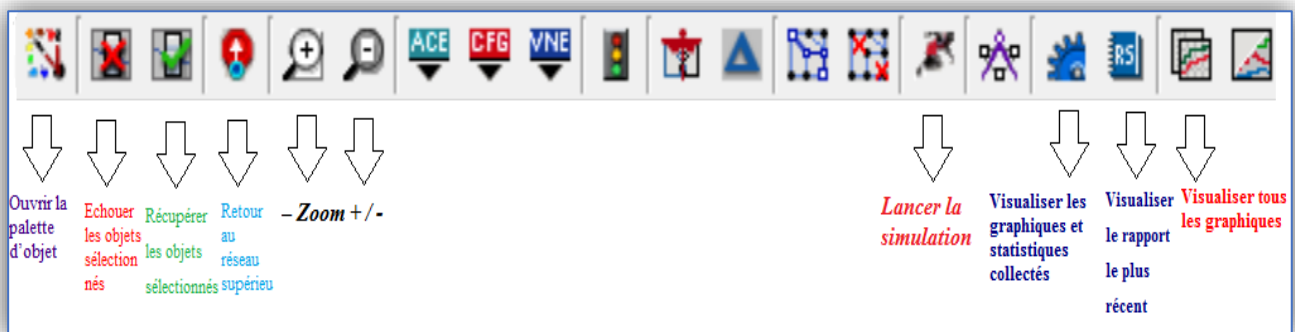 ACE CFG VNE
RS
Ouvrir la
palette
d'objet
Echouer
les objets
sélection
nés
Récupérer
les objets
sélectionnés
Retour
au
réseau
supérieu
– Zoom +/-
Lancer la
simulation
Visualiser les
graphiques et
statistiques
collectés
Visualiser
le rapport
le plus
récent
Visualiser tous
les graphiques